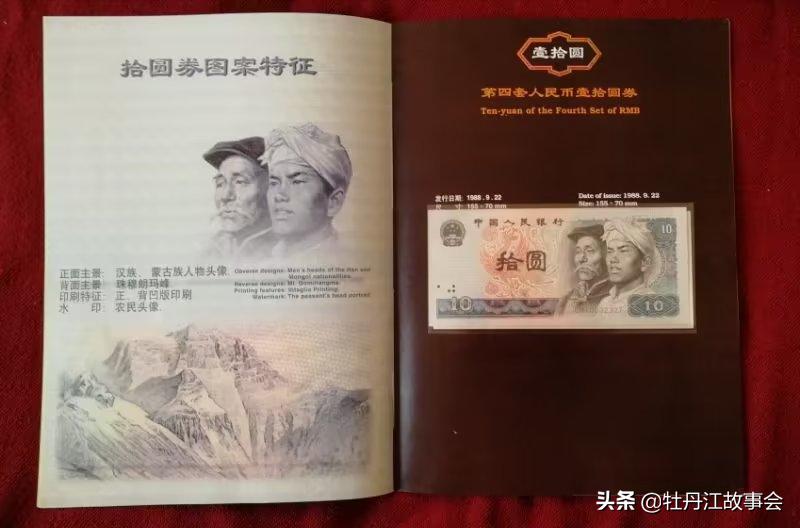 拾圆券图案特征
正面主景: 汉族、蒙古族人物头像.
背面主景: 珠穆朗玛峰
印刷特征: 正、背凹版印刷
水 印: 农民头像.
Obverse designs: Men's heads of the Han and
Mongol nationalities.
Reverse designs: Mt. Qomolangma.
Printing features: Intaglio Printing.
Watermark: The peasant's head portrait
壹拾圆
第四套人民币壹拾圆券
Ten-yuan of the Fourth Set of RMB
发行日期: 1988.9.22
尺 寸: 155×70 mm
Date of issue: 1988. 9. 22
Size: 155×70 mm
中国人民银行
10
拾圆
10
10
头条 @牡丹江故事会